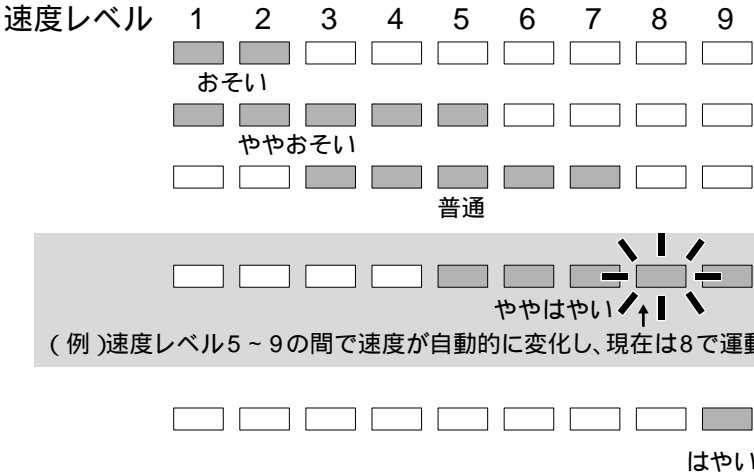 速度レベル 1 2 3 4 5 6 7 8 9
おそい
ややおそい
普通
ややはやい
(例)速度レベル5~9の間で速度が自動的に変化し、現在は8で運動
はやい